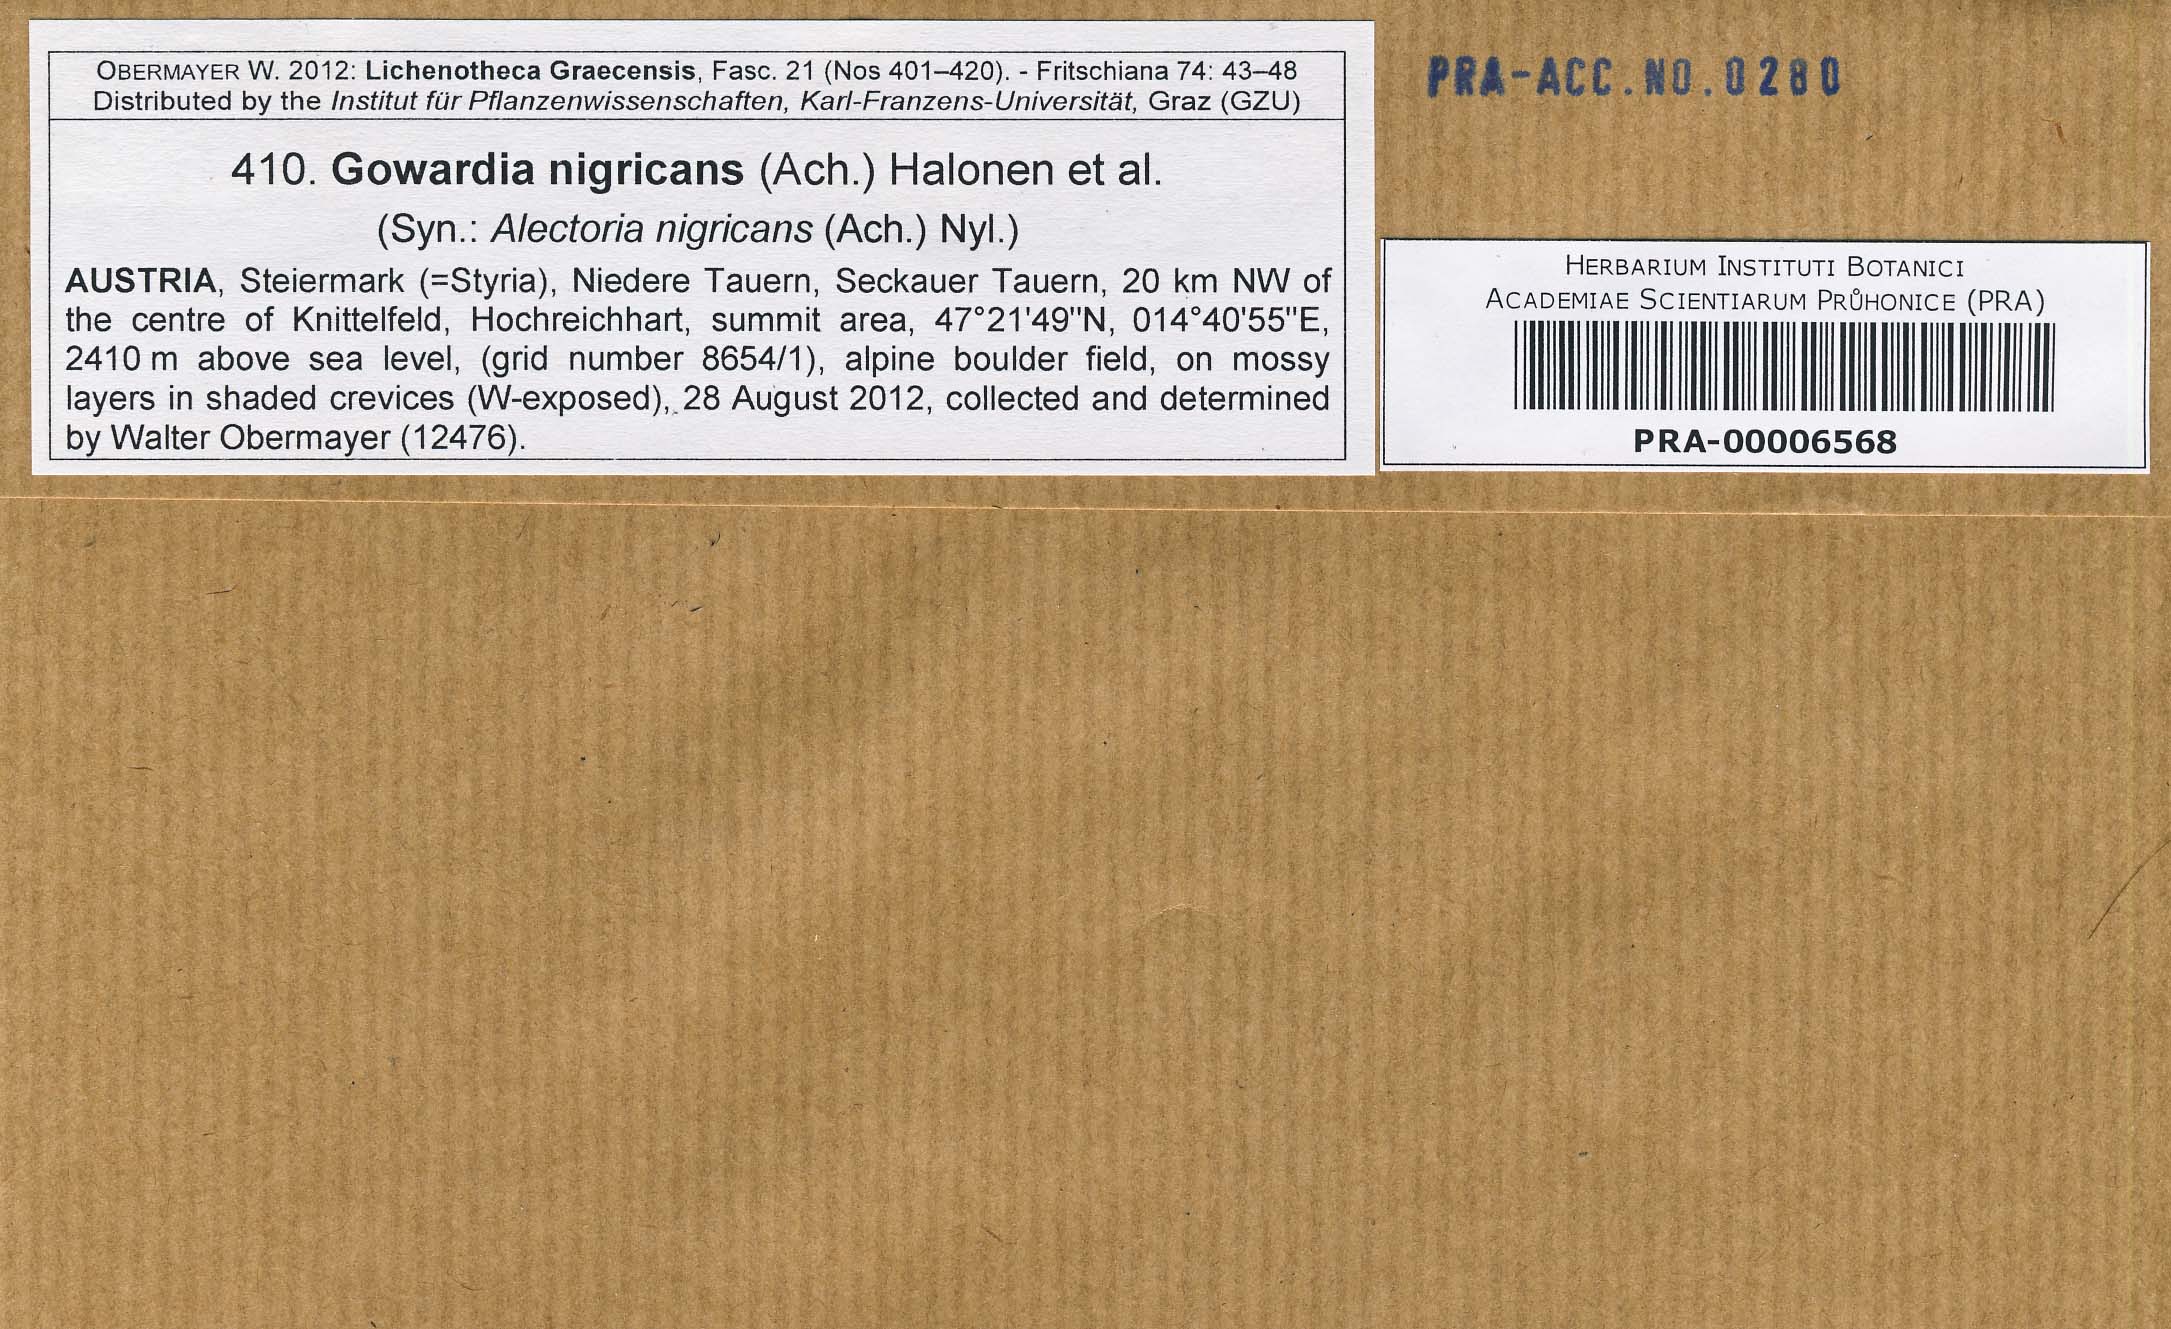 OBERMAYER W. 2012: Lichenotheca Graecensis, Fasc. 21 (Nos 401–420). - Fritschiana 74: 43–48
Distributed by the Institut für Pflanzenwissenschaften, Karl-Franzens-Universität, Graz (GZU)
410. Gowardia nigricans (Ach.) Halonen et al.
(Syn.: Alectoria nigricans (Ach.) Nyl.)
AUSTRIA, Steiermark (=Styria), Niedere Tauern, Seckauer Tauern, 20 km NW of
the centre of Knittelfeld, Hochreichhart, summit area, 47°21'49"N, 014°40'55"E,
2410 m above sea level, (grid number 8654/1), alpine boulder field, on mossy
layers in shaded crevices (W-exposed), 28 August 2012, collected and determined
by Walter Obermayer (12476).
PRA-ACC.NO.0280
HERBARIUM INSTITUTI BOTANICI
ACADEMIAE SCIENTIARUM PRŮHONICE (PRA)
PRA-00006568